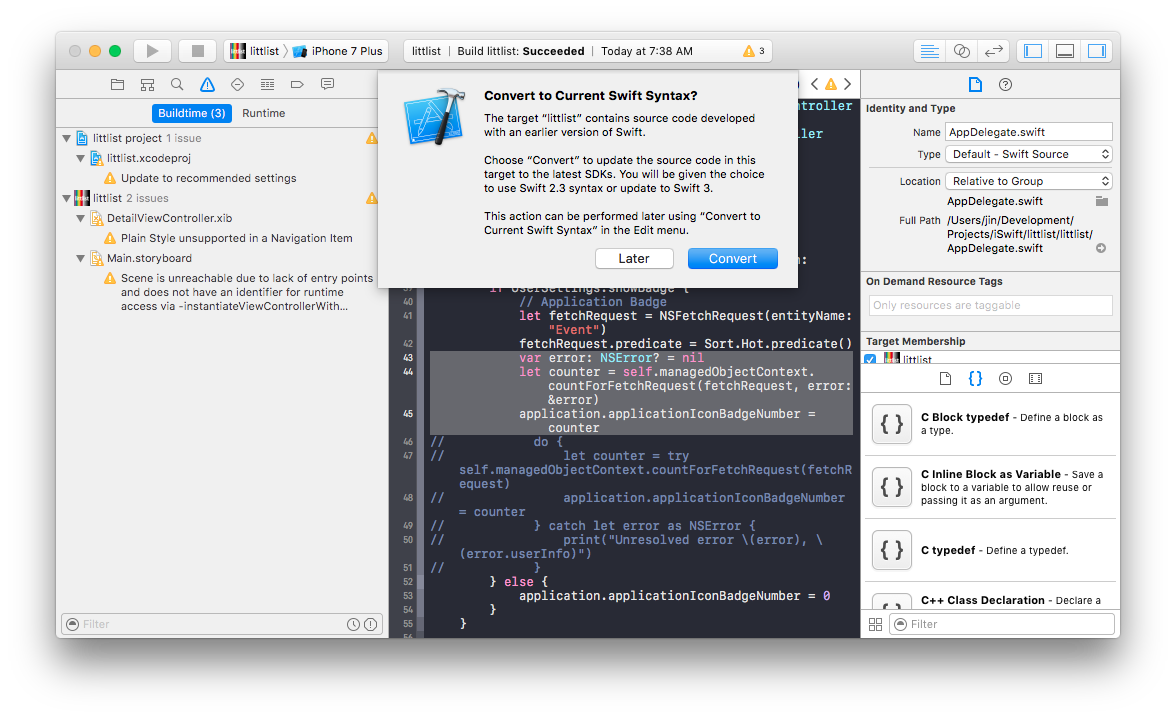 littlist 〉 iPhone 7 Plus
littlist | Build littlist: Succeeded | Today at 7:38 AM
3
Buildtime (3)
Runtime
littlist project 1 issue
littlist.xcodeproj
Update to recommended settings
littlist 2 issues
DetailViewController.xib
Plain Style unsupported in a Navigation Item
Main.storyboard
Scene is unreachable due to lack of entry points
and does not have an identifier for runtime
access via -instantiateViewControllerWith...
Filter
Convert to Current Swift Syntax?
The target “littlist” contains source code developed
with an earlier version of Swift.
Choose “Convert” to update the source code in this
target to the latest SDKs. You will be given the choice
to use Swift 2.3 syntax or update to Swift 3.
This action can be performed later using “Convert to
Current Swift Syntax” in the Edit menu.
Later
Convert
40 // Application Badge
41 let fetchRequest = NSFetchRequest(entityName:
"Event")
42 fetchRequest.predicate = Sort.Hot.predicate()
43 var error: NSError? = nil
44 let counter = self.managedObjectContext.
countForFetchRequest(fetchRequest, error:
&error)
45 application.applicationIconBadgeNumber =
counter
46 // do {
47 // let counter = try
self.managedObjectContext.countForFetchRequest(fetchR
equest)
48 // application.applicationIconBadgeNumber
= counter
49 // } catch let error as NSError {
50 // print("Unresolved error \(error), \
(error.userInfo)")
51 // }
52 } else {
53 application.applicationIconBadgeNumber = 0
54 }
55 }
Identity and Type
Name AppDelegate.swift
Type Default - Swift Source
Location Relative to Group
AppDelegate.swift
Full Path /Users/jin/Development/
Projects/iSwift/littlist/littlist/
AppDelegate.swift
On Demand Resource Tags
Only resources are taggable
Target Membership
littlist
{ } C Block typedef - Define a block as
a type.
{ } C Inline Block as Variable - Save a
block to a variable to allow reuse or
passing it as an argument.
{ } C typedef - Define a typedef.
C++ Class Declaration - Declare a
Filter